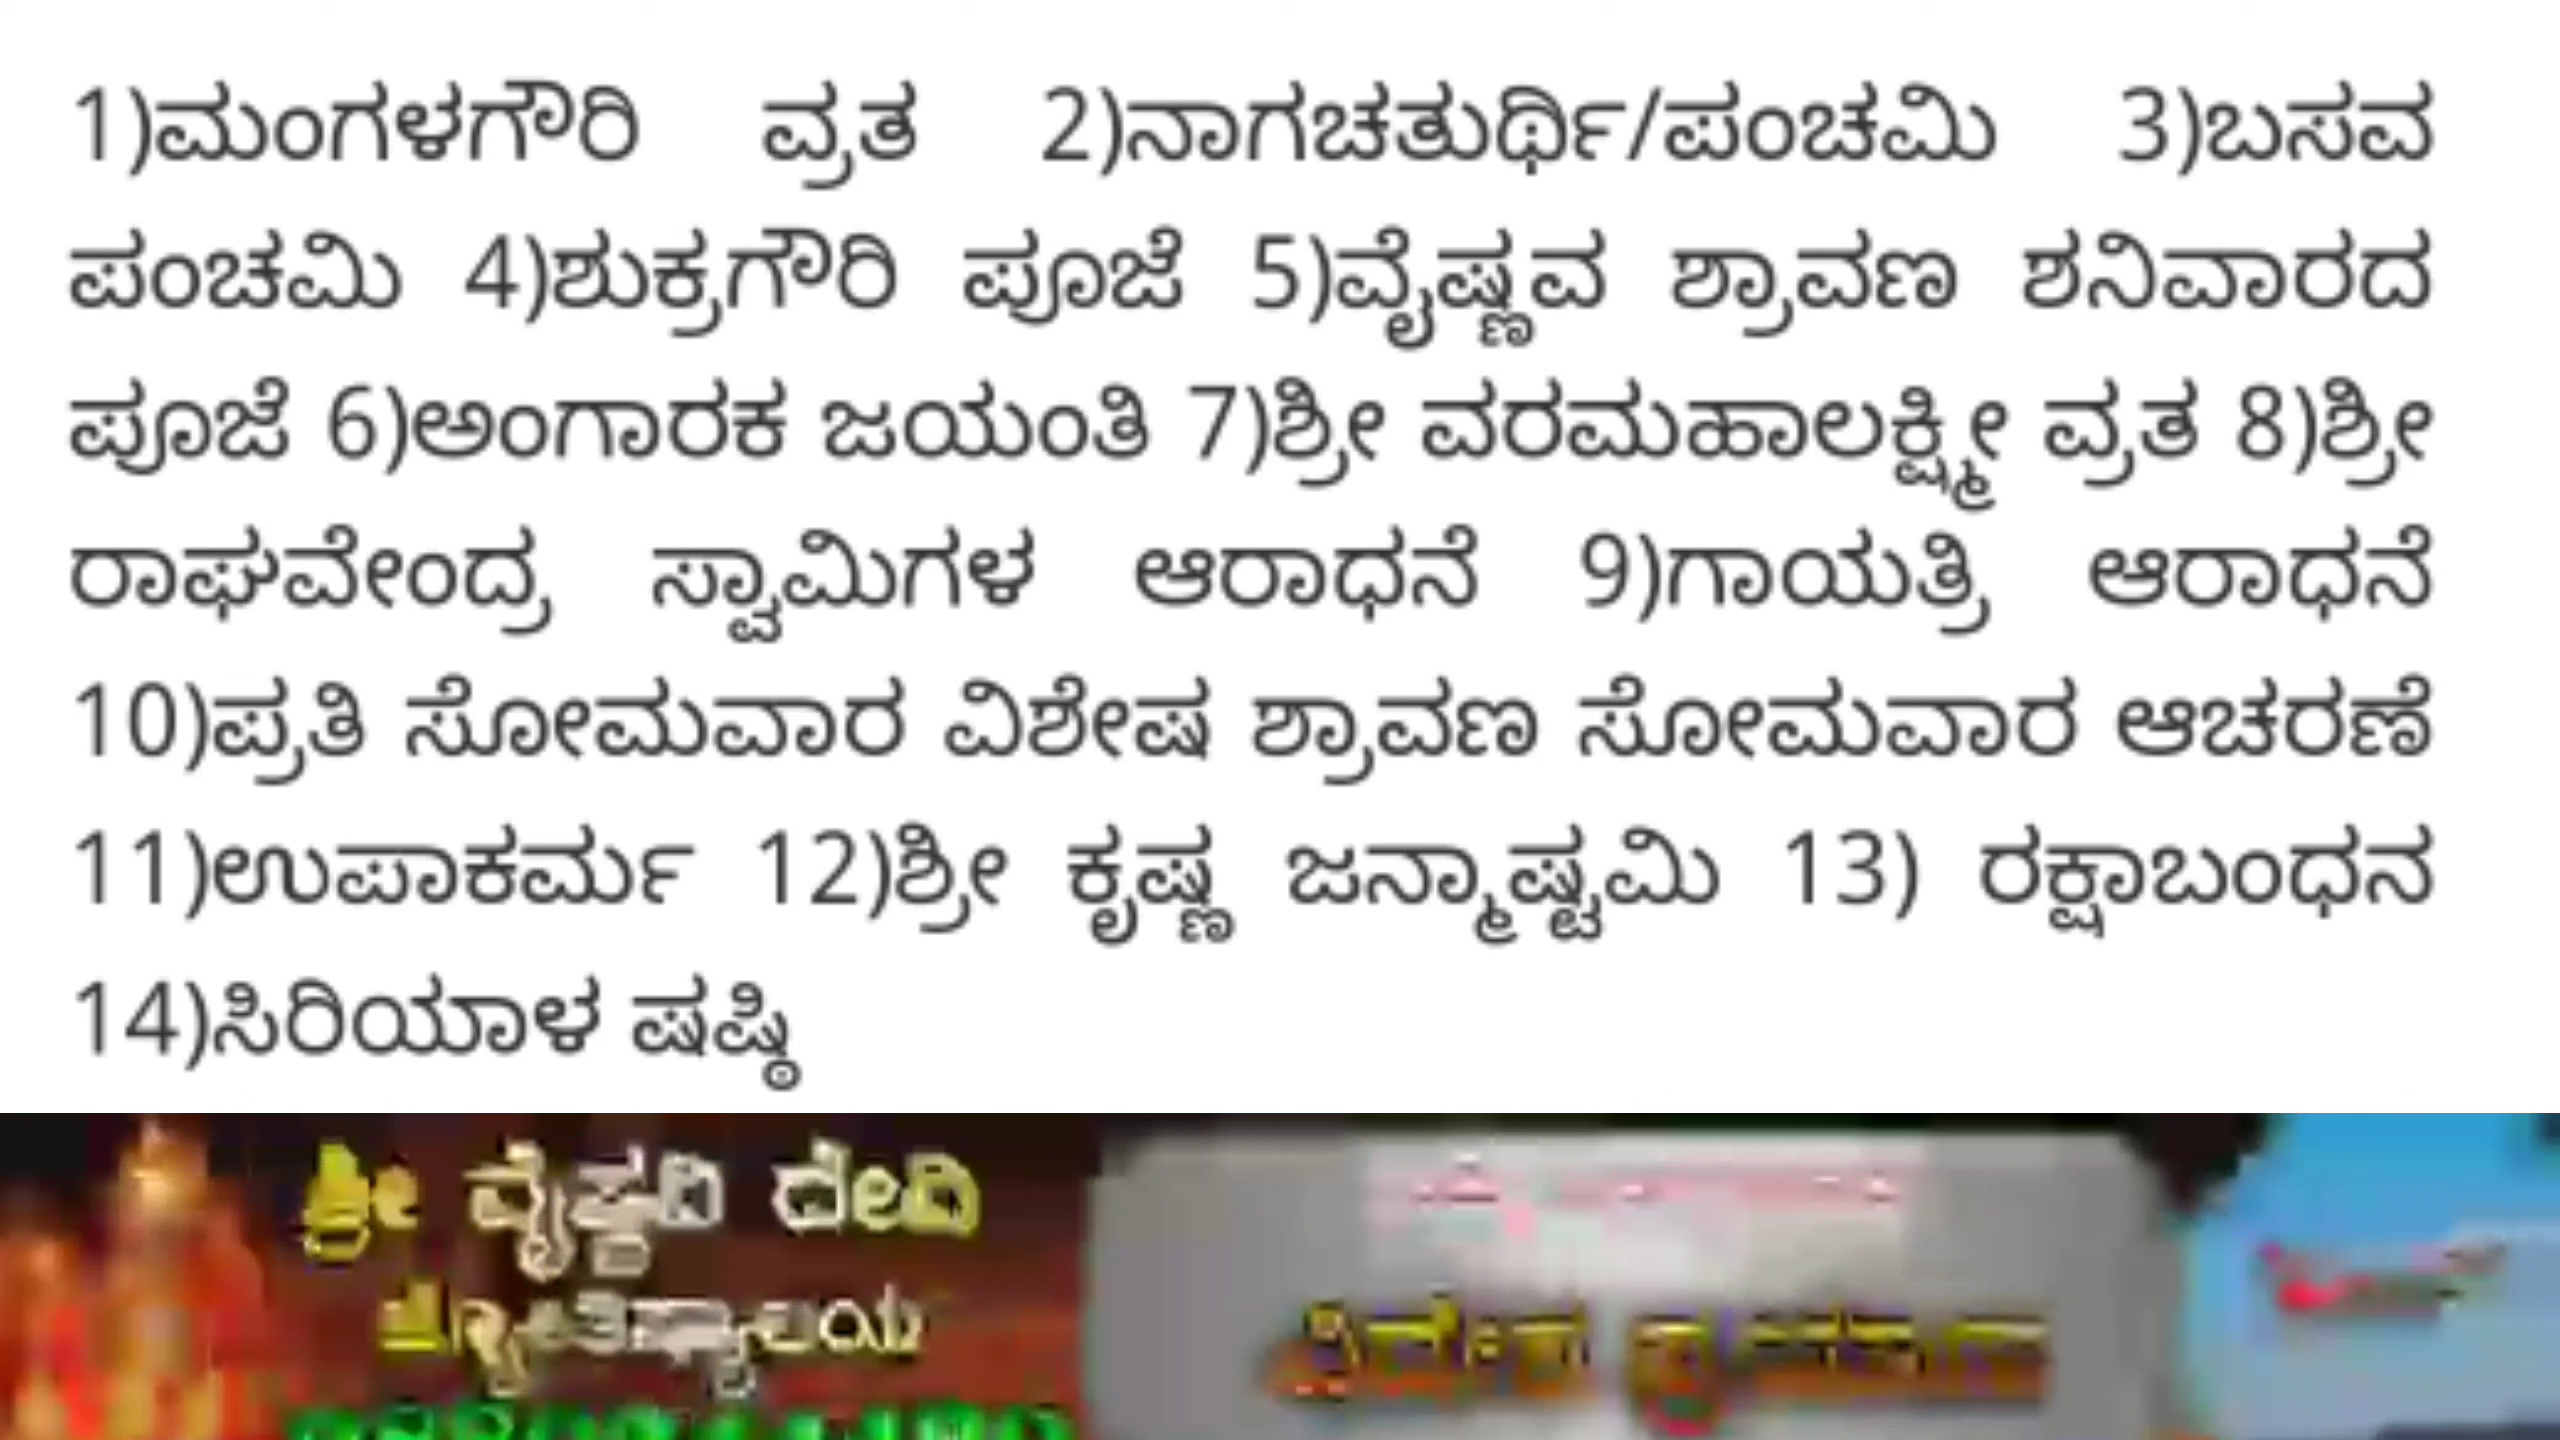 1)ಮಂಗಳಗೌರಿ ವ್ರತ 2)ನಾಗಚತುರ್ಥಿ/ಪಂಚಮಿ 3)ಬಸವ
ಪಂಚಮಿ 4)ಶುಕ್ರಗೌರಿ ಪೂಜೆ 5)ವೈಷ್ಣವ ಶ್ರಾವಣ ಶನಿವಾರದ
ಪೂಜೆ 6)ಅಂಗಾರಕ ಜಯಂತಿ 7)ಶ್ರೀ ವರಮಹಾಲಕ್ಷ್ಮೀ ವ್ರತ 8)ಶ್ರೀ
ರಾಘವೇಂದ್ರ ಸ್ವಾಮಿಗಳ ಆರಾಧನೆ 9)ಗಾಯತ್ರಿ ಆರಾಧನೆ
10)ಪ್ರತಿ ಸೋಮವಾರ ವಿಶೇಷ ಶ್ರಾವಣ ಸೋಮವಾರ ಆಚರಣೆ
11)ಉಪಾಕರ್ಮ 12)ಶ್ರೀ ಕೃಷ್ಣ ಜನ್ಮಾಷ್ಟಮಿ 13) ರಕ್ಷಾಬಂಧನ
14)ಸಿರಿಯಾಳ ಷಷ್ಠಿ
ಶ್ರೀ ವೈಷ್ಣವಿ ದೇವಿ